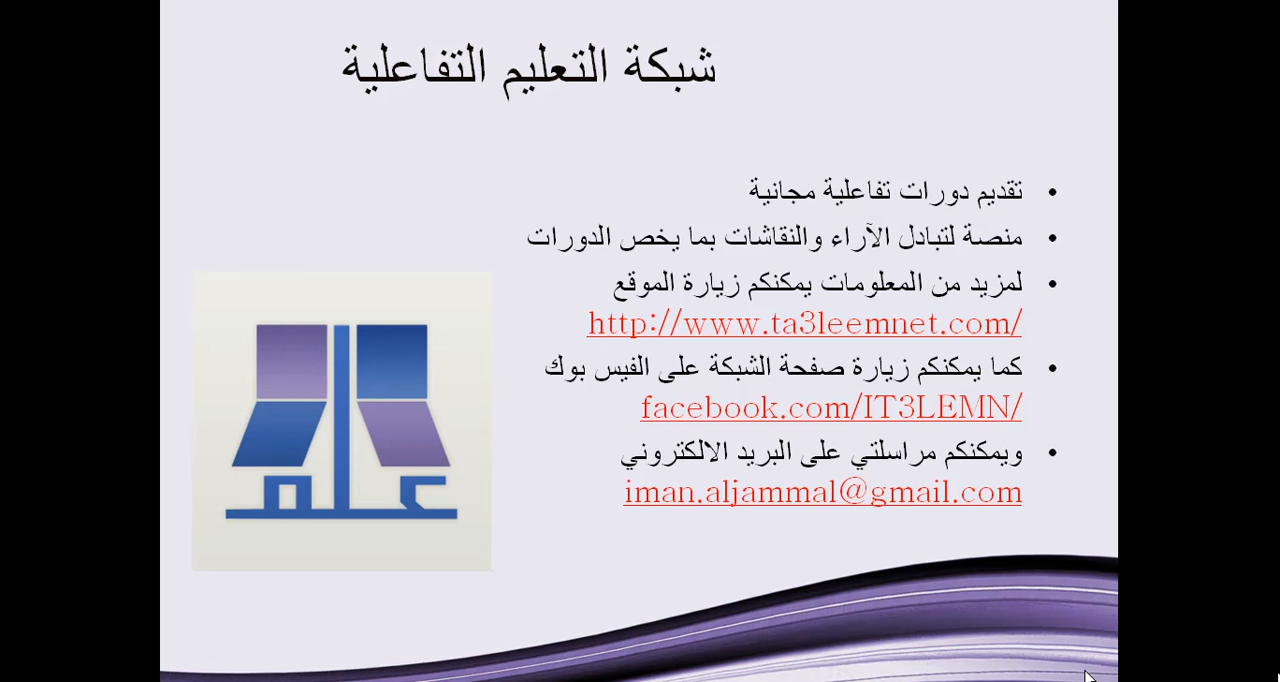 شبكة التعليم التفاعلية
• تقديم دورات تفاعلية مجانية
• منصة لتبادل الآراء والنقاشات بما يخص الدورات
• لمزيد من المعلومات يمكنكم زيارة الموقع
http://www.ta3leemnet.com/
• كما يمكنكم زيارة صفحة الشبكة على الفيس بوك
facebook.com/IT3LEMN/
• ويمكنكم مراسلتي على البريد الالكتروني
iman.aljammal@gmail.com
علم